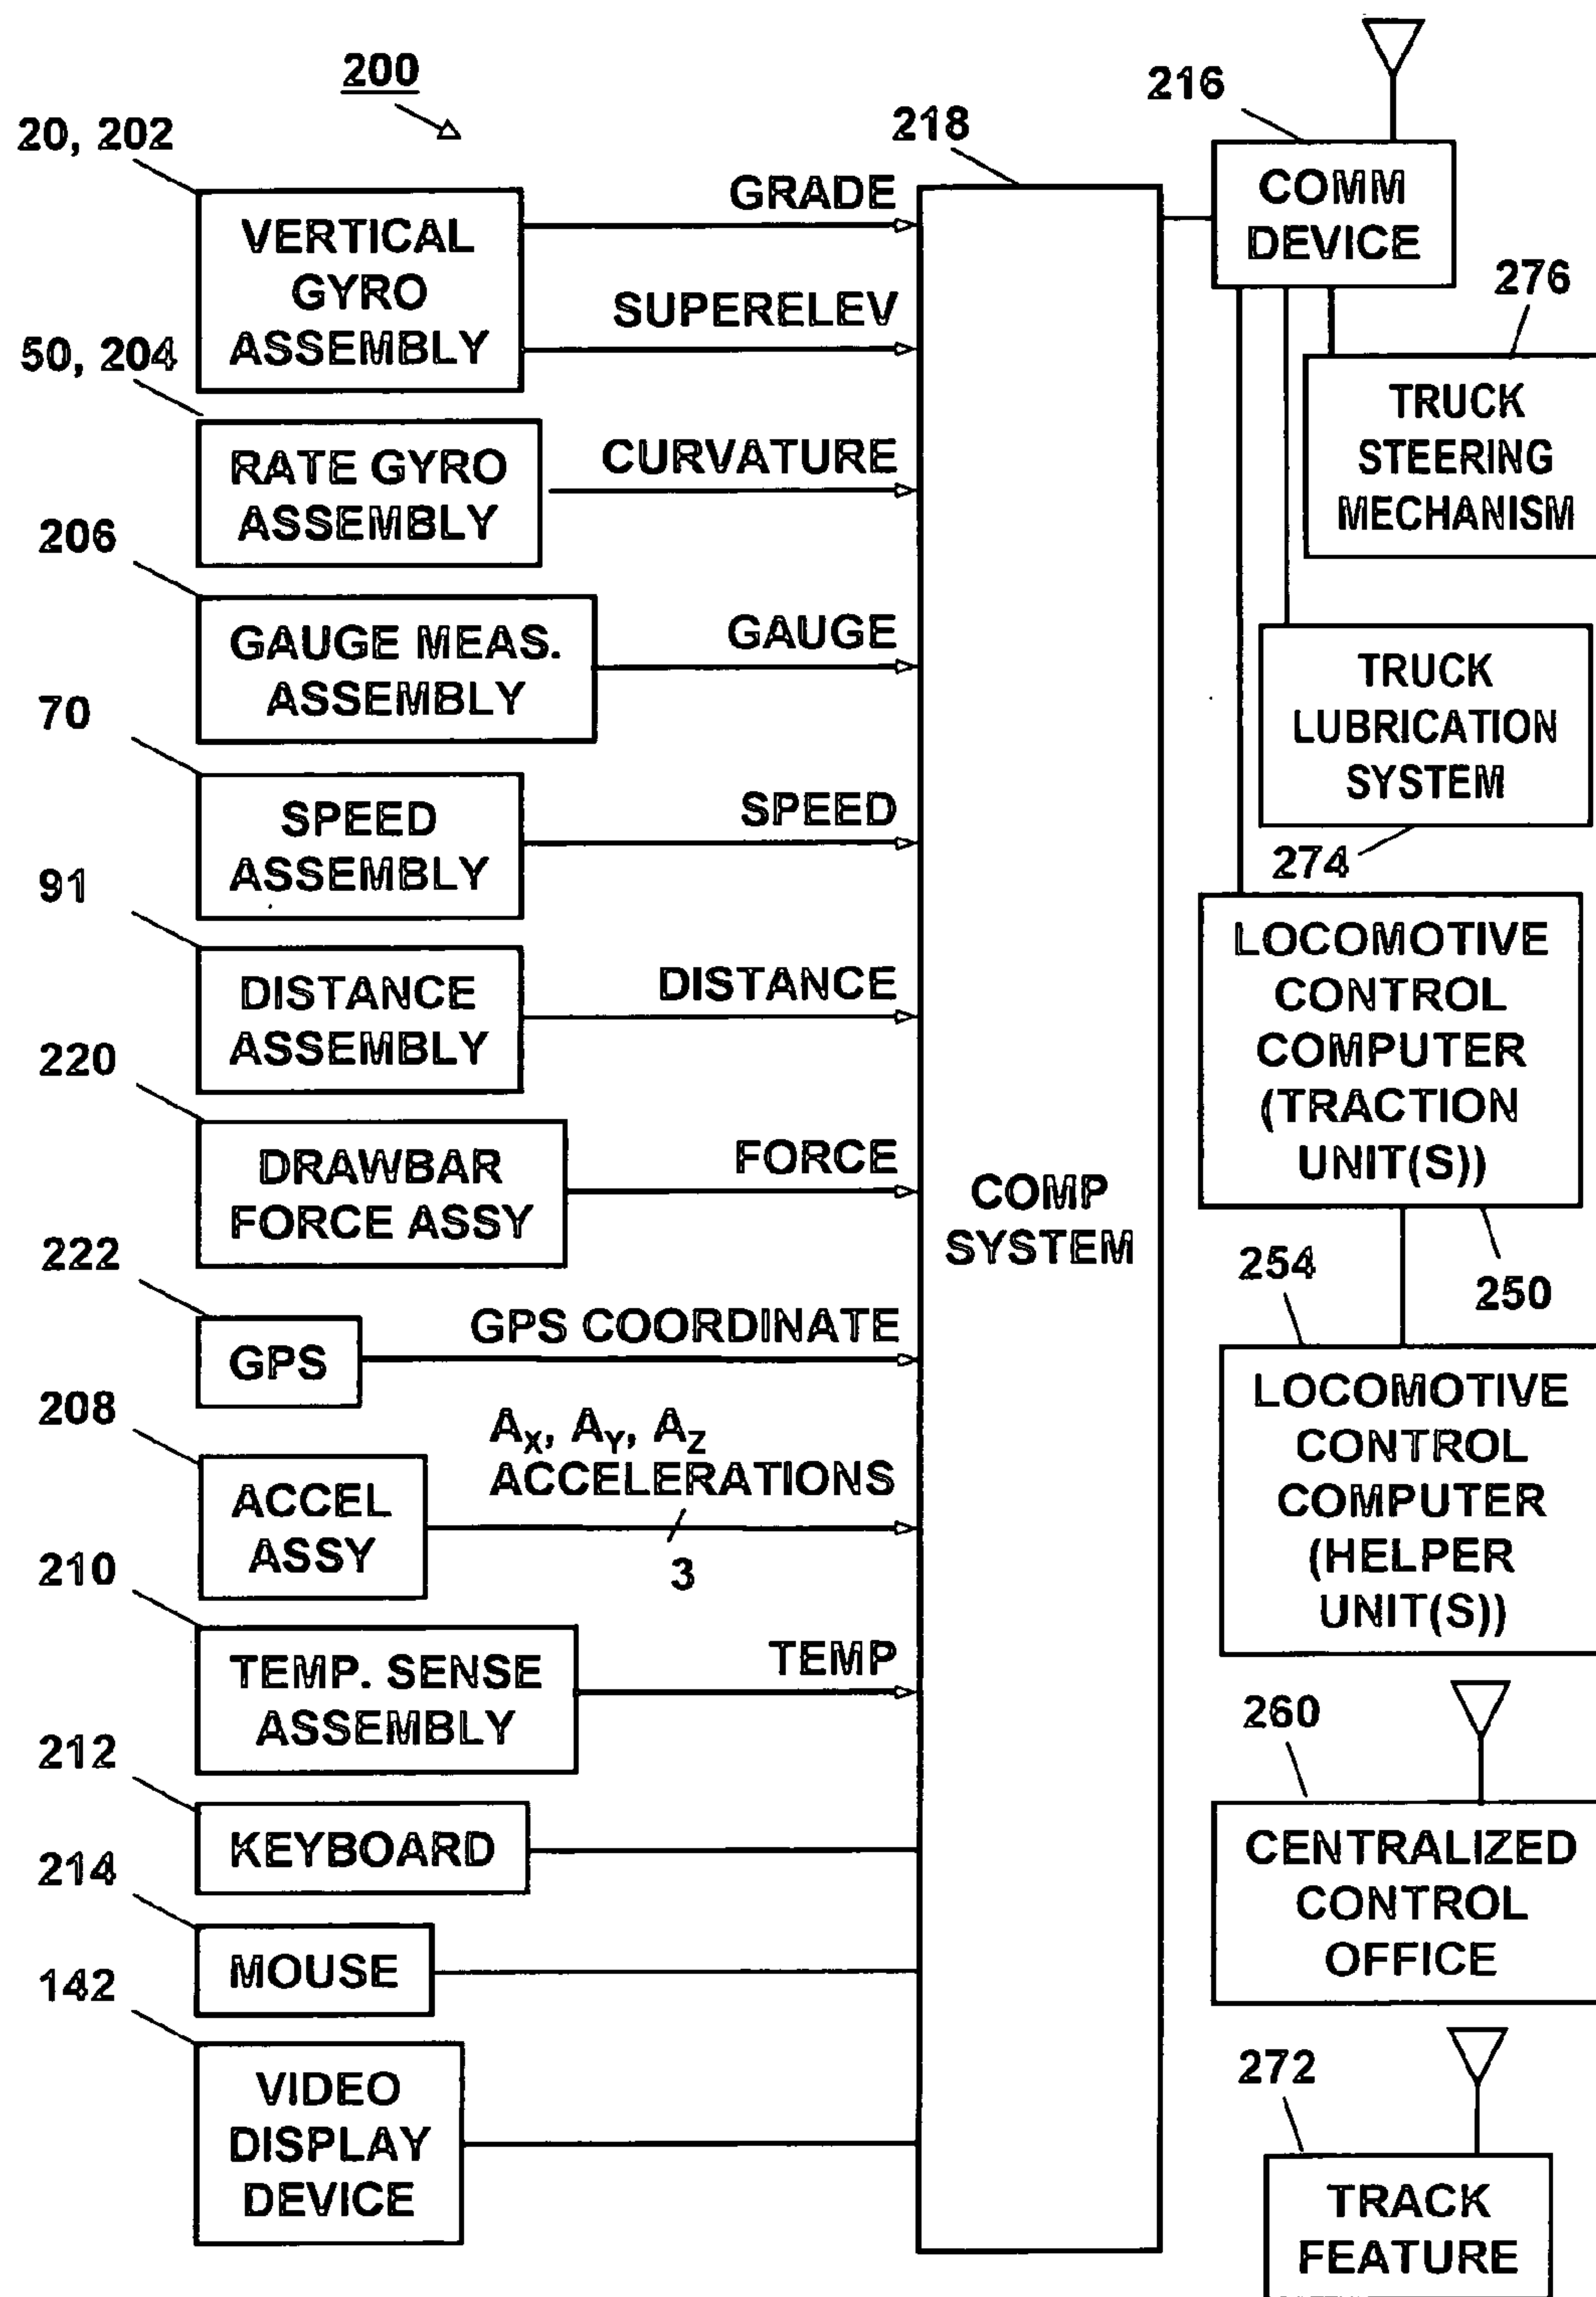 200
20, 202
VERTICAL
GYRO
ASSEMBLY
GRADE
SUPERELEV
50, 204
RATE GYRO
ASSEMBLY
CURVATURE
206
GAUGE MEAS.
ASSEMBLY
GAUGE
70
SPEED
ASSEMBLY
SPEED
91
DISTANCE
ASSEMBLY
DISTANCE
220
DRAWBAR
FORCE ASSY
FORCE
222
GPS
GPS COORDINATE
208
ACCEL
ASSY
AX, AY, AZ
ACCELERATIONS
3
210
TEMP. SENSE
ASSEMBLY
TEMP
212
KEYBOARD
214
MOUSE
142
VIDEO
DISPLAY
DEVICE
218
COMP
SYSTEM
216
COMM
DEVICE
276
TRUCK
STEERING
MECHANISM
TRUCK
LUBRICATION
SYSTEM
274
LOCOMOTIVE
CONTROL
COMPUTER
(TRACTION
UNIT(S))
250
254
LOCOMOTIVE
CONTROL
COMPUTER
(HELPER
UNIT(S))
260
CENTRALIZED
CONTROL
OFFICE
272
TRACK
FEATURE